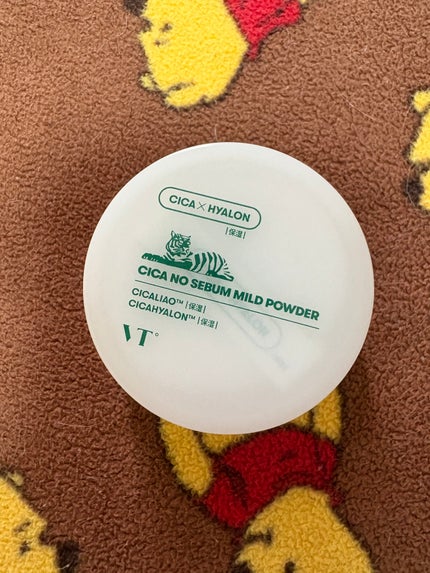 CICA × HYALON
|保湿|
CICA NO SEBUM MILD POWDER
CICALIAO™ |保湿|
CICAHYALON™ |保湿|
VT°